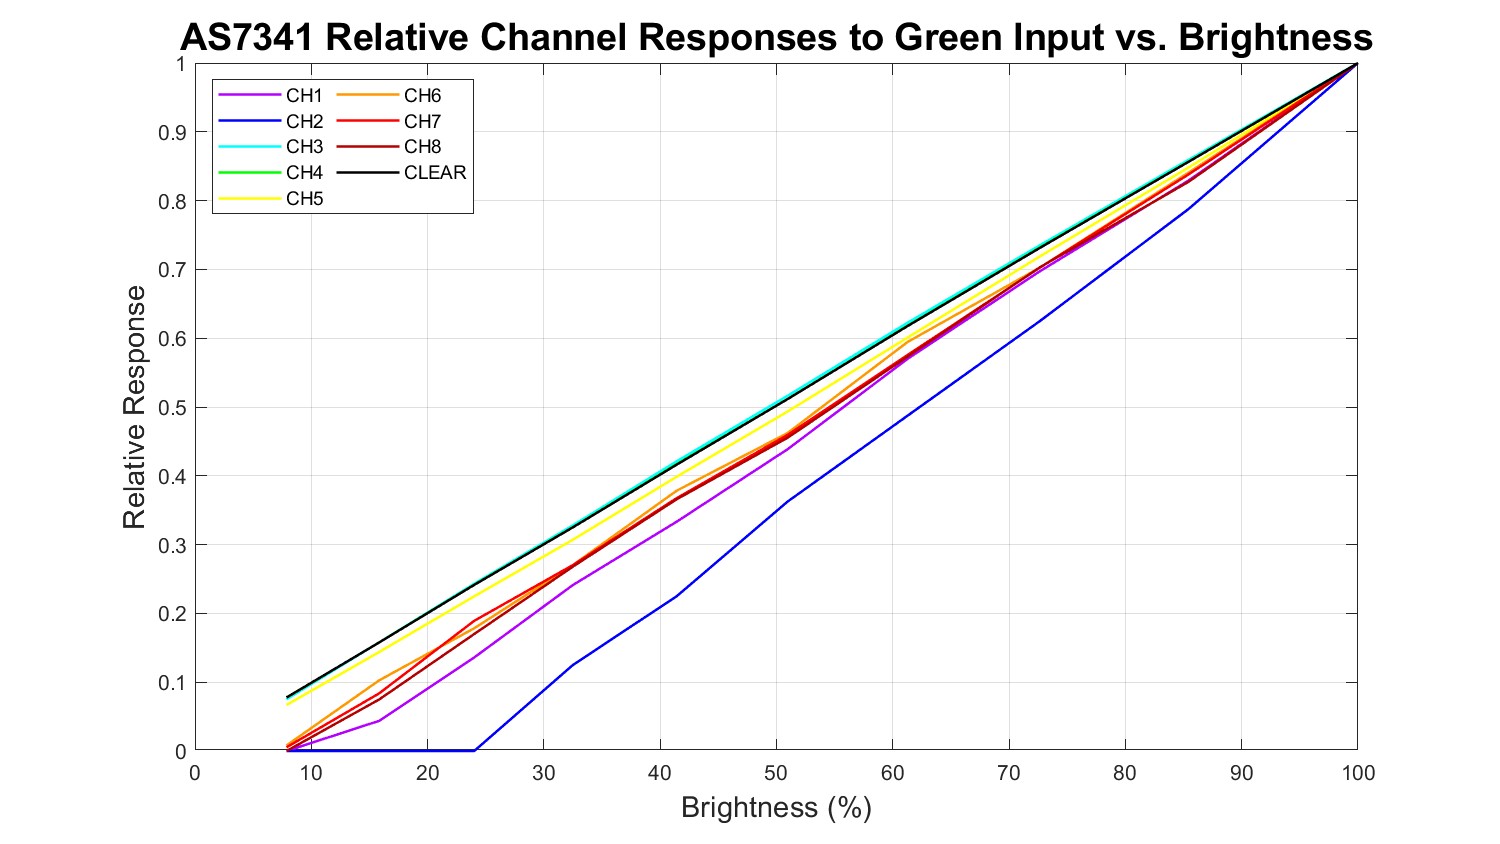 AS7341 Relative Channel Responses to Green Input vs. Brightness
CH1 CH6
CH2 CH7
CH3 CH8
CH4 CLEAR
CH5
1
0.9
0.8
0.7
0.6
0.5
0.4
0.3
0.2
0.1
0
Relative Response
0 10 20 30 40 50 60 70 80 90 100
Brightness (%)